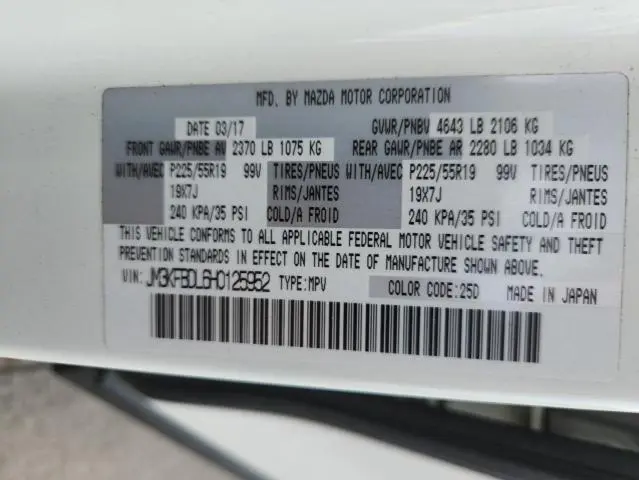 MFD. BY MAZDA MOTOR CORPORATION
DATE 03/17 GVWR/PNBV 4643 LB 2106 KG
FRONT GAWR/PNBE AV 2370 LB 1075 KG REAR GAWR/PNBE AR 2280 LB 1034 KG
WITH/AVEC P225/55R19 99V TIRES/PNEUS WITH/AVEC P225/55R19 99V TIRES/PNEUS
19X7J RIMS/JANTES 19X7J RIMS/JANTES
240 KPA/35 PSI COLD/A FROID 240 KPA/35 PSI COLD/A FROID
THIS VEHICLE CONFORMS TO ALL APPLICABLE FEDERAL MOTOR VEHICLE SAFETY AND THEFT
PREVENTION STANDARDS IN EFFECT ON THE DATE OF MANUFACTURE SHOWN ABOVE.
VIN: JM3KFBDL6H0125952 TYPE:MPV COLOR CODE:25D MADE IN JAPAN